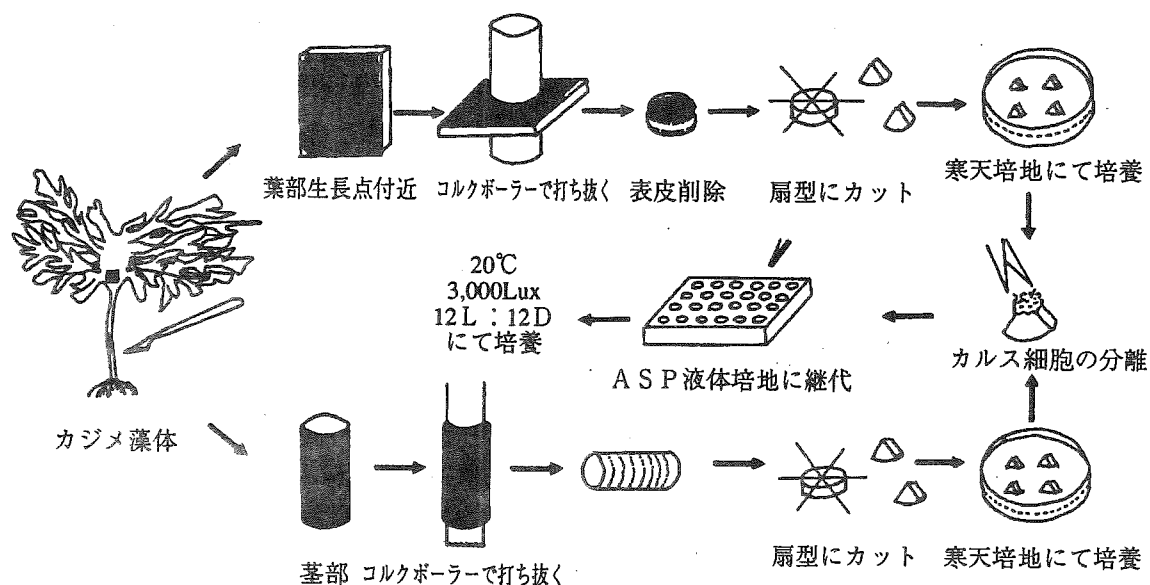 葉部生長点付近
コルクボーラーで打ち抜く
表皮削除
扇型にカット
寒天培地にて培養
20℃
3,000Lux
12L：12D
にて培養
ASP液体培地に継代
カルス細胞の分離
カジメ藻体
茎部
コルクボーラーで打ち抜く
扇型にカット
寒天培地にて培養